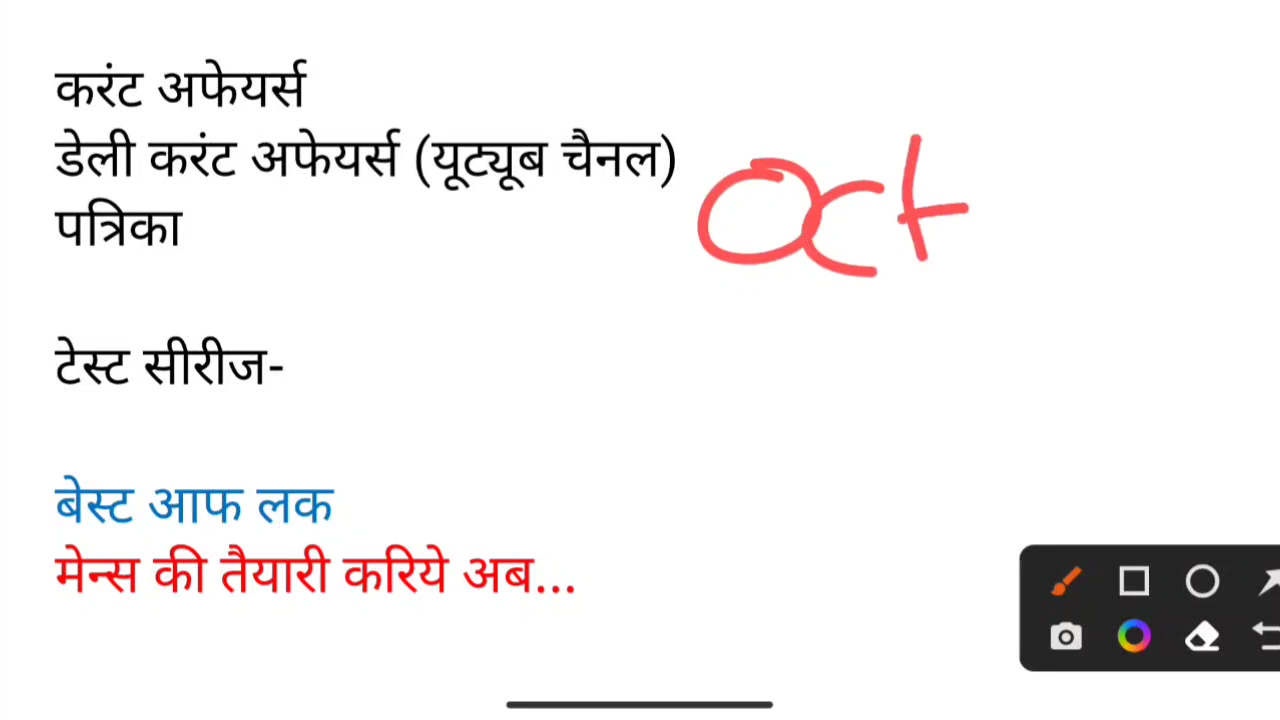 करंट अफेयर्स
डेली करंट अफेयर्स (यूट्यूब चैनल)
oct
पत्रिका
टेस्ट सीरीज-
बेस्ट आफ लक
मेन्स की तैयारी करिये अब...